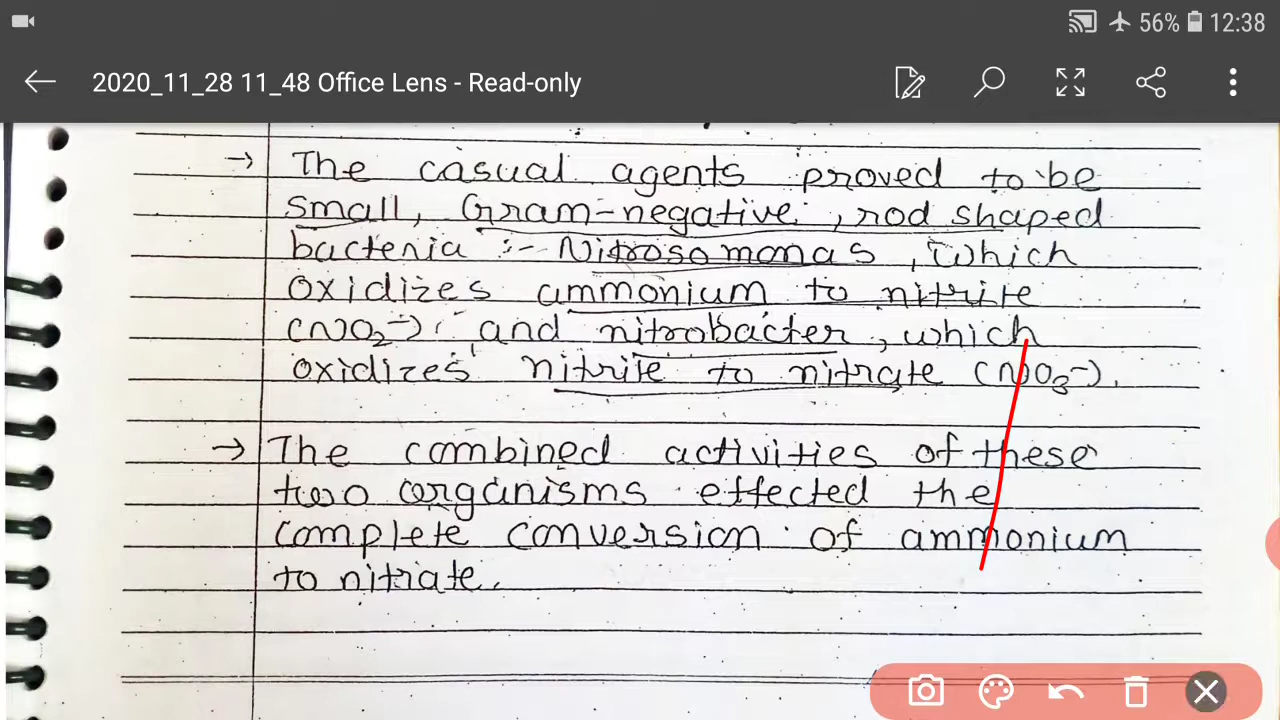 56% 12:38
2020_11_28 11_48 Office Lens - Read-only
→ The casual agents proved to be
small, Gram-negative, rod shaped
bacteria :- Nitrosomonas, which
oxidizes ammonium to nitrite
(NO2-), and nitrobacter, which
oxidizes nitrite to nitrate (NO3-).
→ The combined activities of these
two organisms effected the
complete conversion of ammonium
to nitrate.